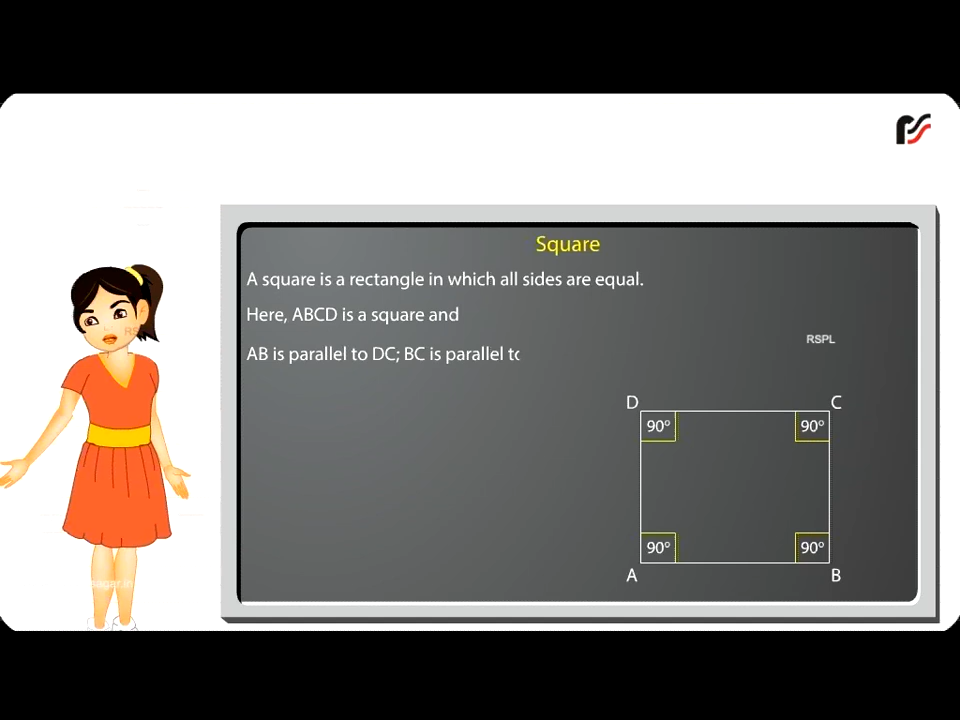 Square
A square is a rectangle in which all sides are equal.
Here, ABCD is a square and
AB is parallel to DC; BC is parallel to
RSPL
D C
90° 90°
90° 90°
A B